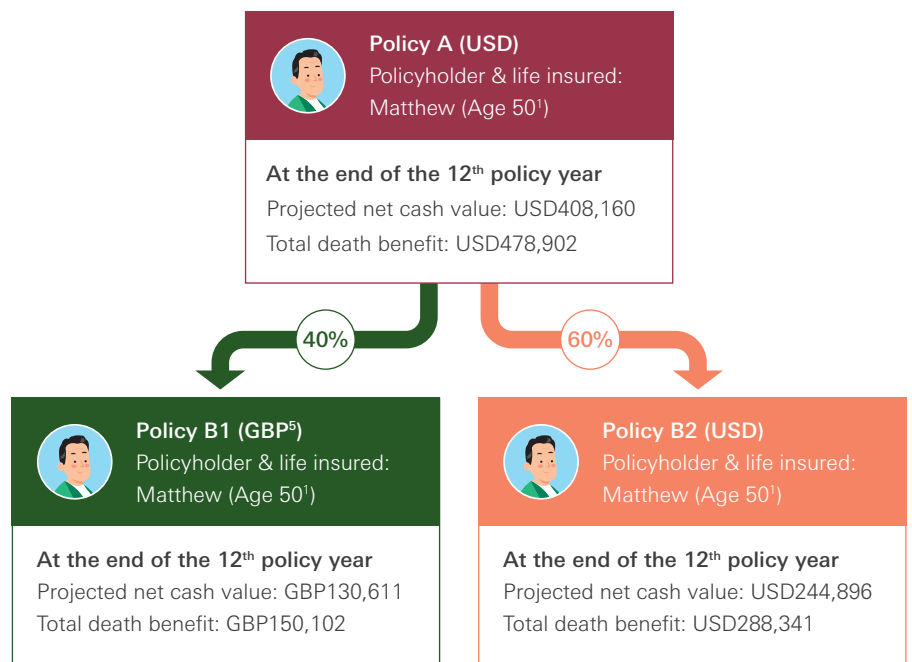 Policy A (USD)
Policyholder & life insured:
Matthew (Age 50¹)
At the end of the 12ᵗʰ policy year
Projected net cash value: USD408,160
Total death benefit: USD478,902
40%
60%
Policy B1 (GBP⁵)
Policyholder & life insured:
Matthew (Age 50¹)
At the end of the 12ᵗʰ policy year
Projected net cash value: GBP130,611
Total death benefit: GBP150,102
Policy B2 (USD)
Policyholder & life insured:
Matthew (Age 50¹)
At the end of the 12ᵗʰ policy year
Projected net cash value: USD244,896
Total death benefit: USD288,341